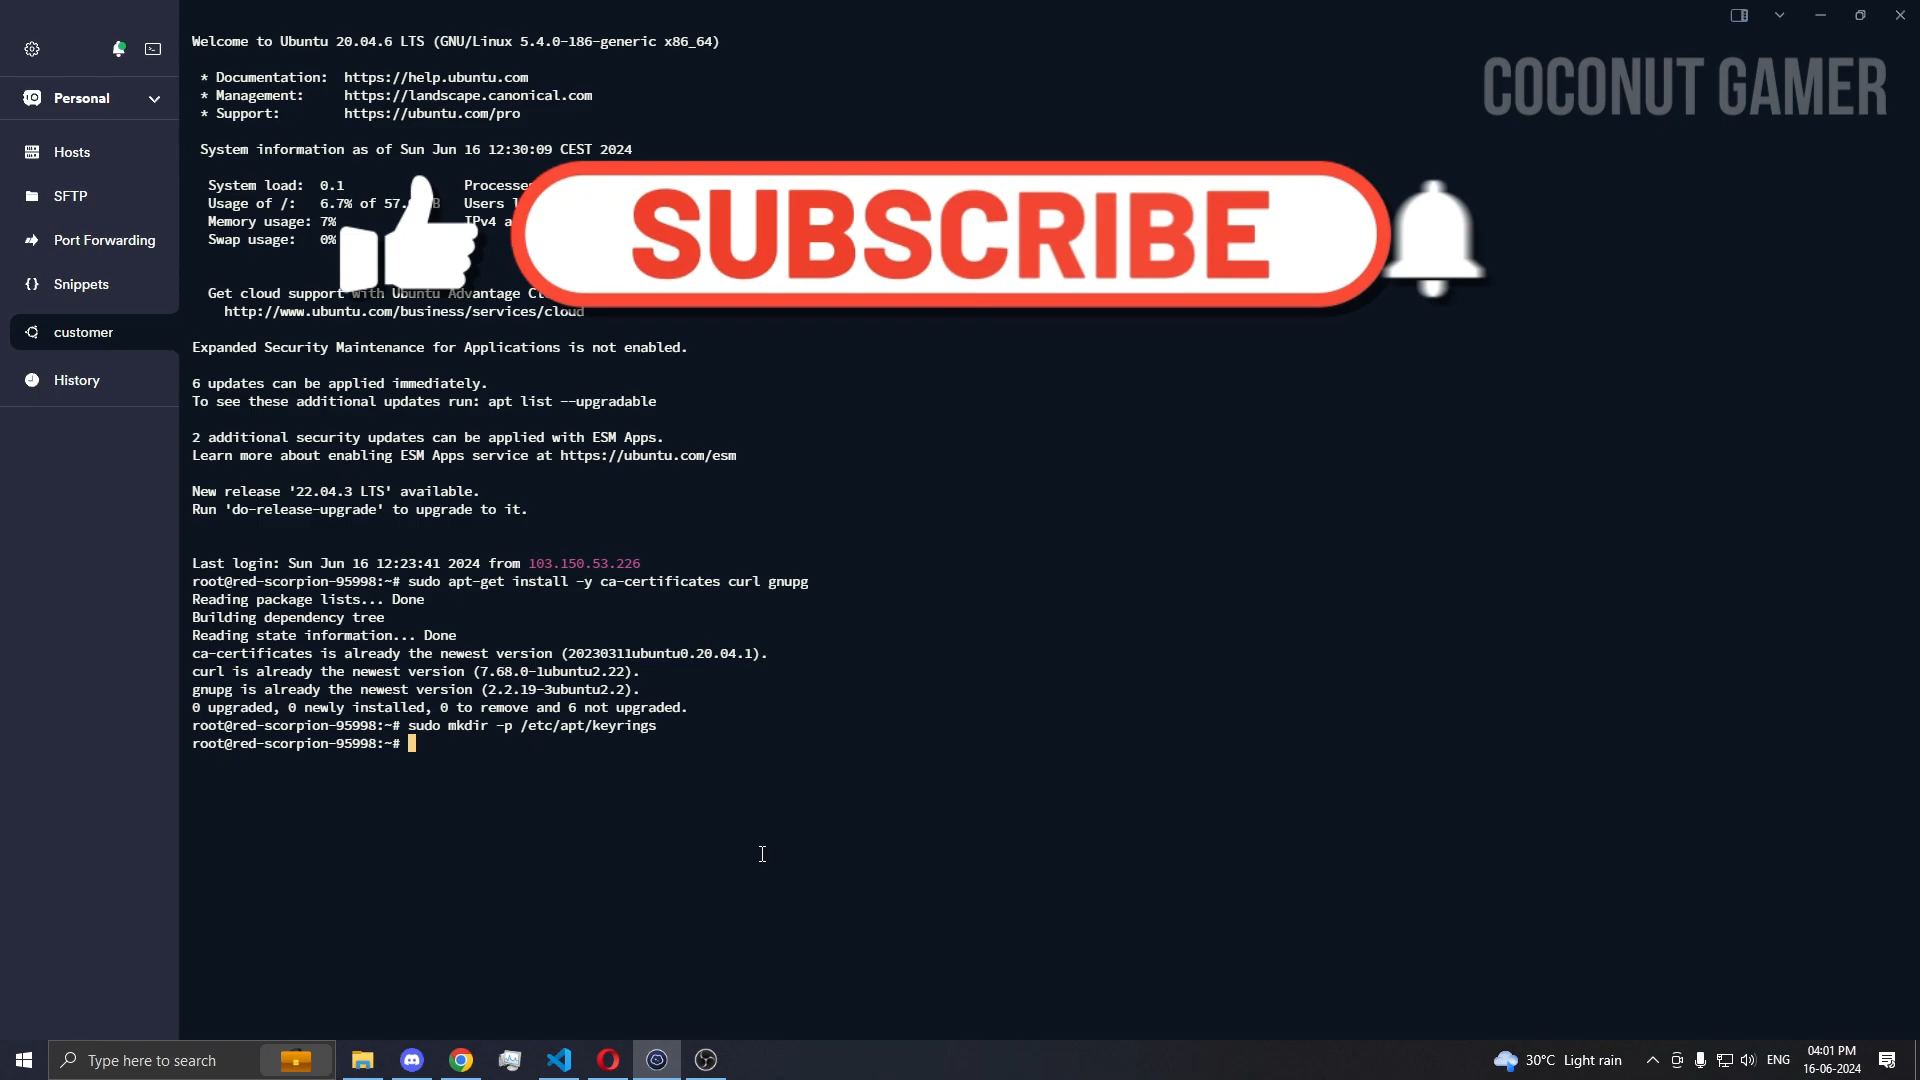 COCONUT GAMER
Personal
Hosts
SFTP
Port Forwarding
Snippets
customer
History
Welcome to Ubuntu 20.04.6 LTS (GNU/Linux 5.4.0-186-generic x86_64)
* Documentation: https://help.ubuntu.com
* Management: https://landscape.canonical.com
* Support: https://ubuntu.com/pro
System information as of Sun Jun 16 12:30:09 CEST 2024
System load: 0.1
Usage of /: 6.7% of Users
Memory usage: 7% IPv4
Swap usage: 0%
SUBSCRIBE
Get cloud support with Ubuntu Advantage
http://www.ubuntu.com/business/services/cloud
Expanded Security Maintenance for Applications is not enabled.
6 updates can be applied immediately.
To see these additional updates run: apt list --upgradable
2 additional security updates can be applied with ESM Apps.
Learn more about enabling ESM Apps service at https://ubuntu.com/esm
New release '22.04.3 LTS' available.
Run 'do-release-upgrade' to upgrade to it.
Last login: Sun Jun 16 12:23:41 2024 from 103.150.53.226
root@red-scorpion-95998:~# sudo apt-get install -y ca-certificates curl gnupg
Reading package lists... Done
Building dependency tree
Reading state information... Done
ca-certificates is already the newest version (20230311ubuntu0.20.04.1).
curl is already the newest version (7.68.0-1ubuntu2.22).
gnupg is already the newest version (2.2.19-3ubuntu2.2).
0 upgraded, 0 newly installed, 0 to remove and 6 not upgraded.
root@red-scorpion-95998:~# sudo mkdir -p /etc/apt/keyrings
root@red-scorpion-95998:~#
Type here to search
30°C Light rain
ENG
04:01 PM
16-06-2024